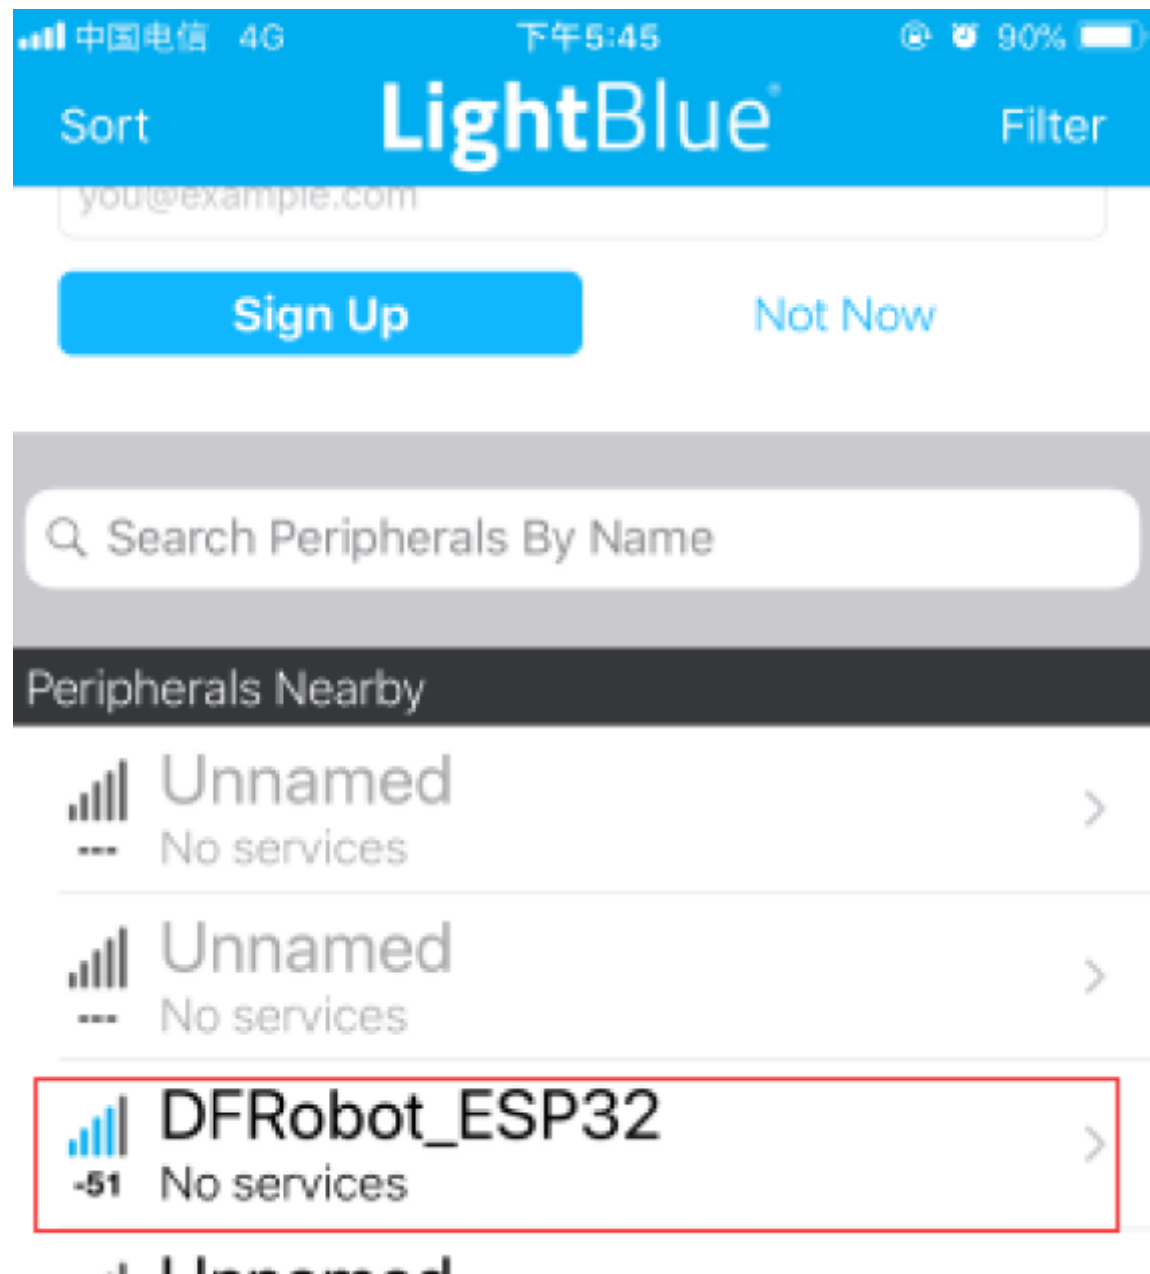 中国电信 4G 下午5:45 90%
Sort LightBlue Filter
you@example.com
Sign Up Not Now
Search Peripherals By Name
Peripherals Nearby
Unnamed
No services
---
Unnamed
No services
---
DFRobot_ESP32
-51 No services
Unnamed